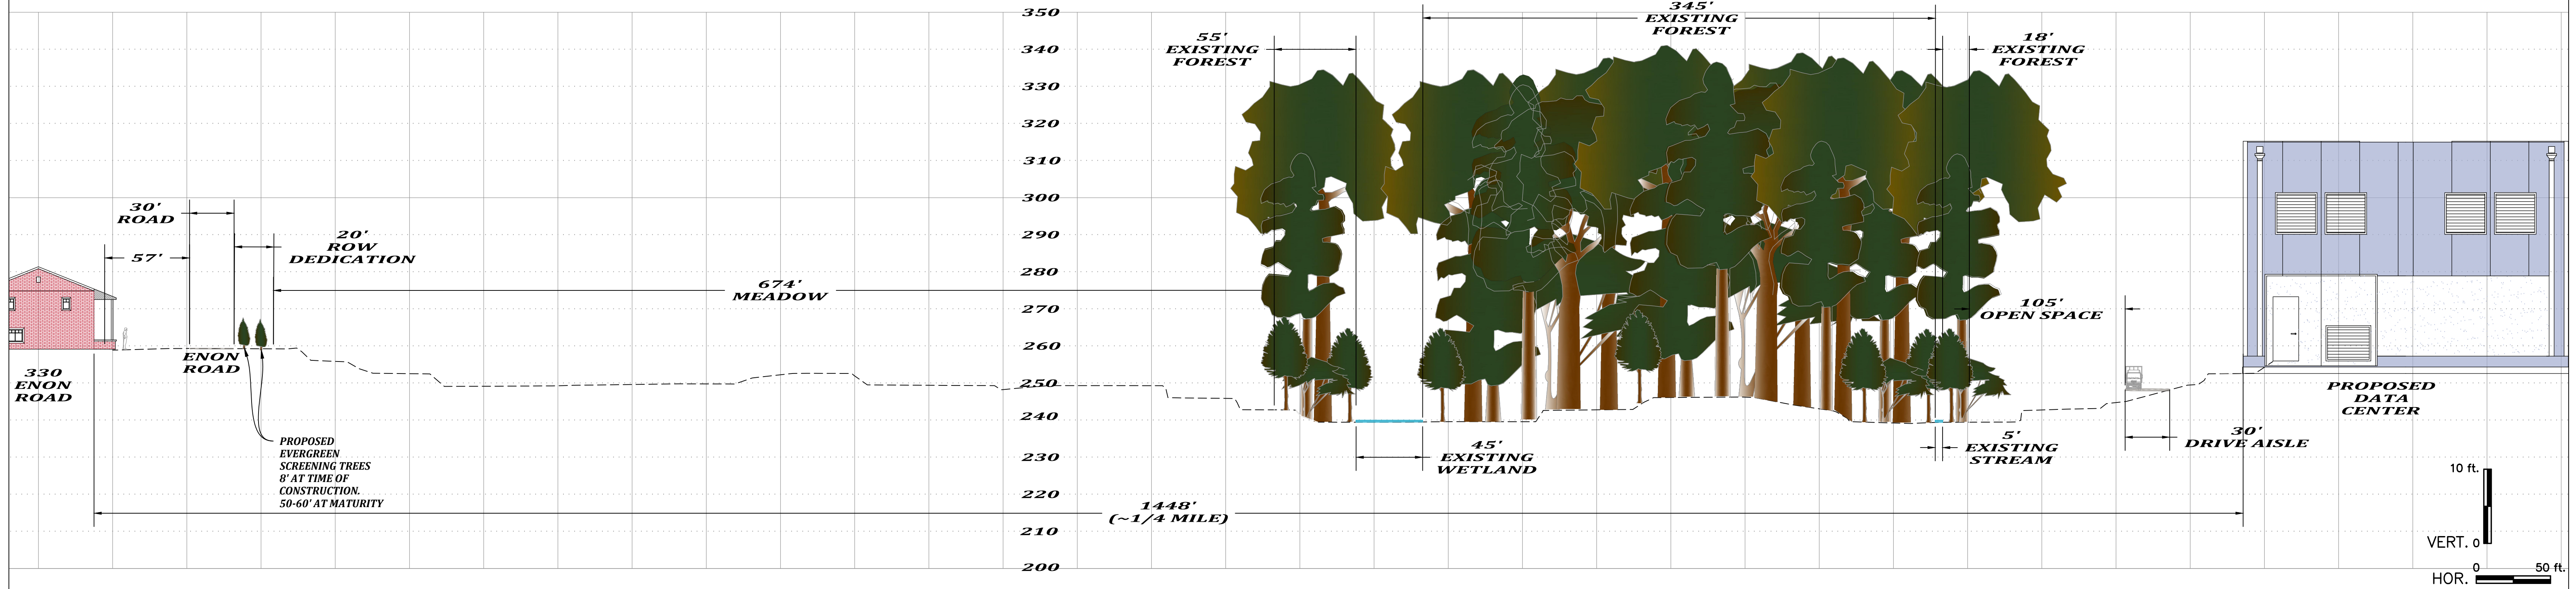 350
340
330
320
310
300
290
280
270
260
250
240
230
220
210
200
30'
ROAD
57'
20'
ROW
DEDICATION
674'
MEADOW
55'
EXISTING
FOREST
345'
EXISTING
FOREST
18'
EXISTING
FOREST
105'
OPEN SPACE
330
ENON
ROAD
ENON
ROAD
PROPOSED
EVERGREEN
SCREENING TREES
8' AT TIME OF
CONSTRUCTION.
50-60' AT MATURITY
45'
EXISTING
WETLAND
5'
EXISTING
STREAM
30'
DRIVE AISLE
PROPOSED
DATA
CENTER
1448'
(~1/4 MILE)
10 ft.
VERT. 0
0 50 ft.
HOR.